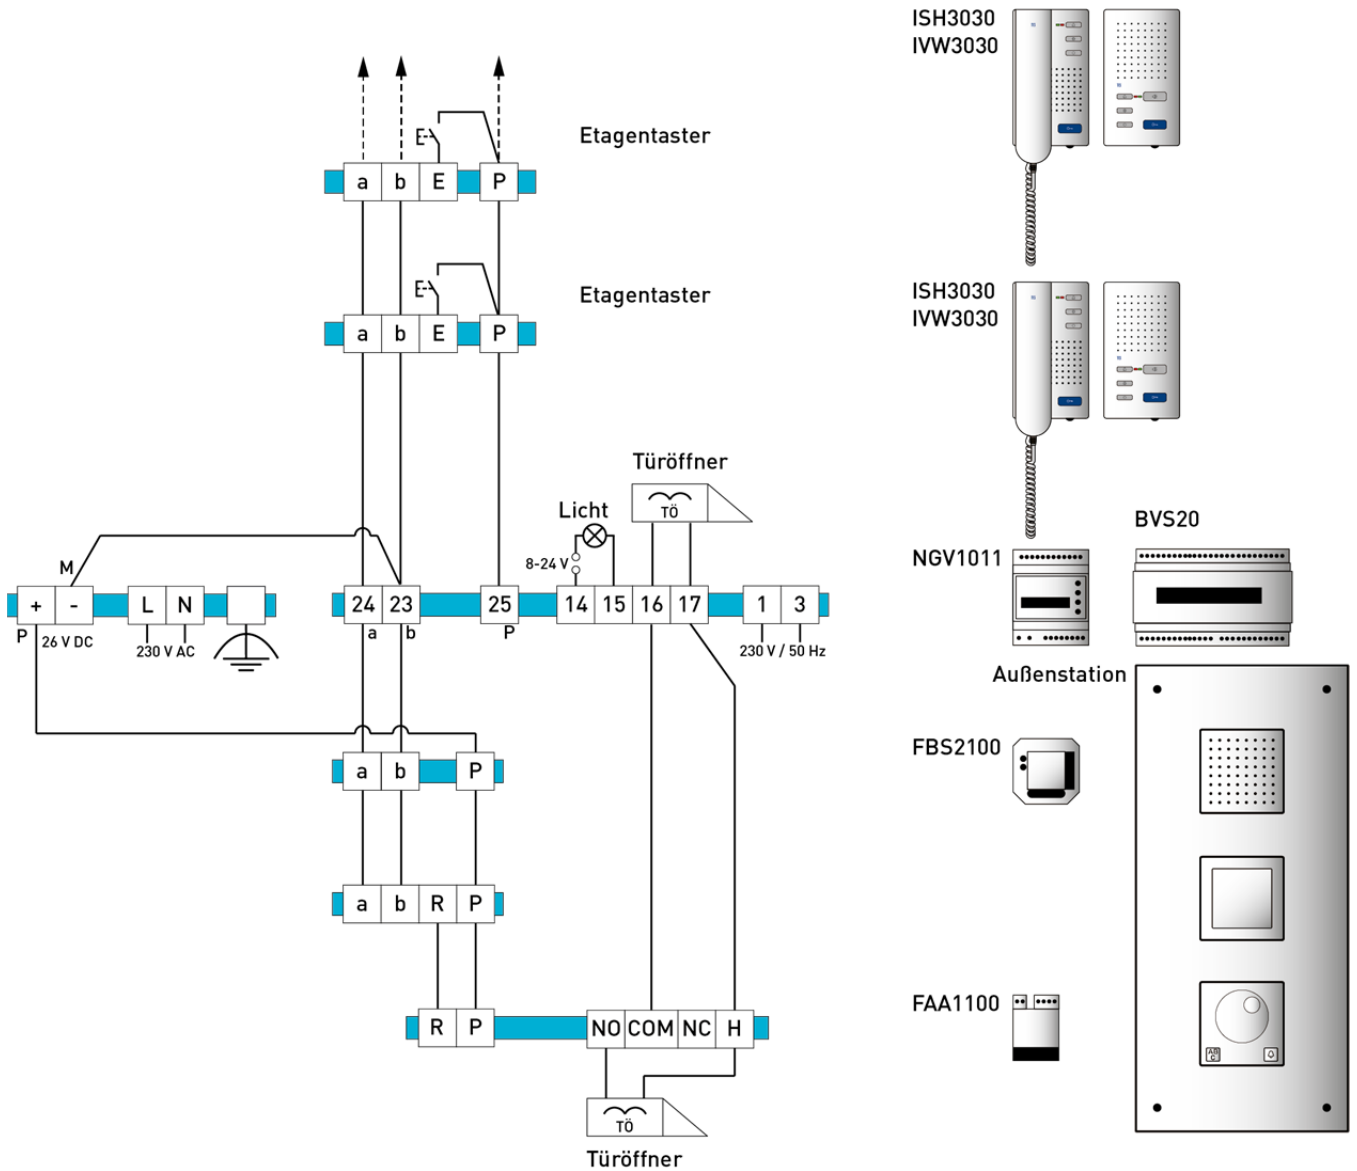 ISH3030
IVW3030
Etagentaster
a b E P
ISH3030
IVW3030
Etagentaster
a b E P
Türöffner
TÖ
Licht
8-24 V
BVS20
NGV1011
M
+ - L N
P 26 V DC
230 V AC
24 23 25 14 15 16 17 1 3
a b P
230 V / 50 Hz
Außenstation
FBS2100
a b P
a b R P
FAA1100
R P NO COM NC H
TÖ
Türöffner